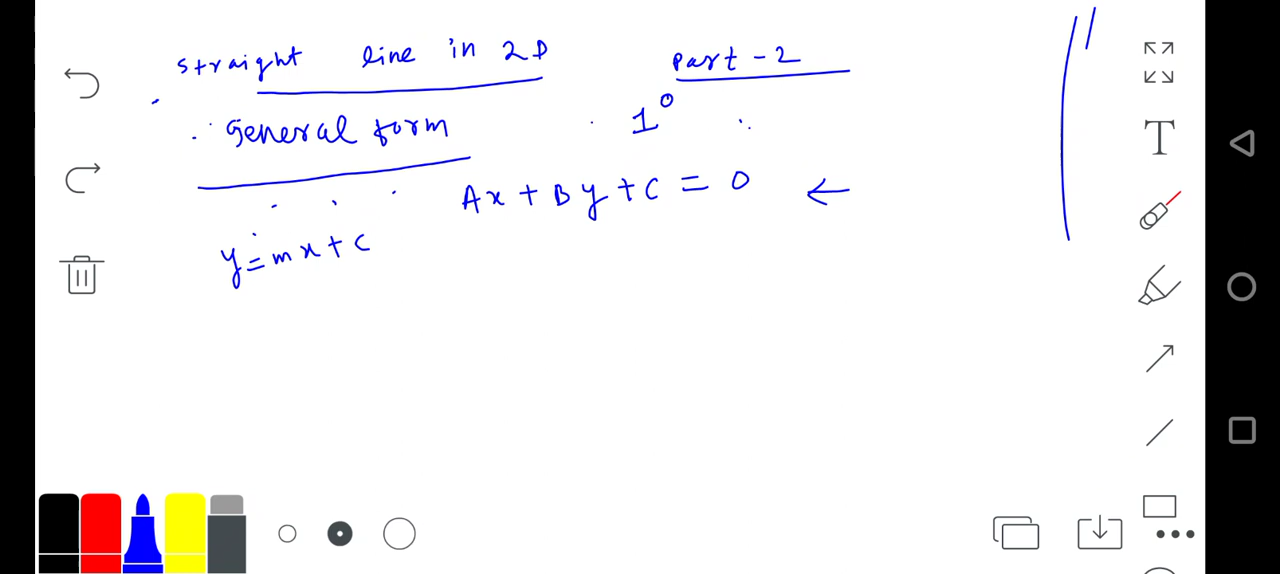 straight line in 2D Part-2
General form 1°
Ax + By + C = 0 ←
y = mx + c
T